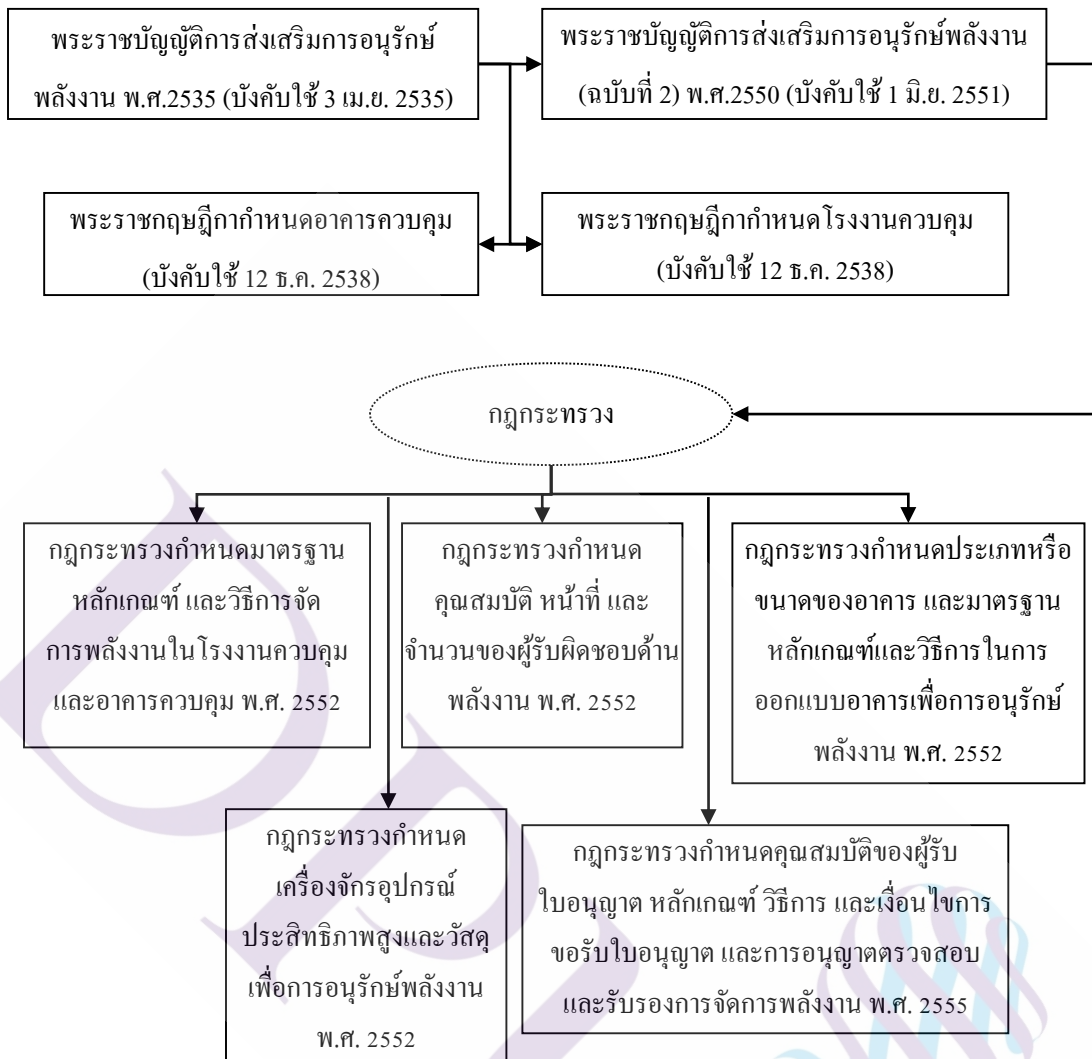 พระราชบัญญัติการส่งเสริมการอนุรักษ์
พลังงาน พ.ศ.2535 (บังคับใช้ 3 เม.ย. 2535)
พระราชบัญญัติการส่งเสริมการอนุรักษ์พลังงาน
(ฉบับที่ 2) พ.ศ.2550 (บังคับใช้ 1 มิ.ย. 2551)
พระราชกฤษฎีกากำหนดอาคารควบคุม
(บังคับใช้ 12 ธ.ค. 2538)
พระราชกฤษฎีกากำหนดโรงงานควบคุม
(บังคับใช้ 12 ธ.ค. 2538)
กฎกระทรวง
กฎกระทรวงกำหนดมาตรฐาน
หลักเกณฑ์ และวิธีการจัด
การพลังงานในโรงงานควบคุม
และอาคารควบคุม พ.ศ. 2552
กฎกระทรวงกำหนด
คุณสมบัติ หน้าที่ และ
จำนวนของผู้รับผิดชอบด้าน
พลังงาน พ.ศ. 2552
กฎกระทรวงกำหนดประเภทหรือ
ขนาดของอาคาร และมาตรฐาน
หลักเกณฑ์และวิธีการในการ
ออกแบบอาคารเพื่อการอนุรักษ์
พลังงาน พ.ศ. 2552
กฎกระทรวงกำหนด
เครื่องจักรอุปกรณ์
ประสิทธิภาพสูงและวัสดุ
เพื่อการอนุรักษ์พลังงาน
พ.ศ. 2552
กฎกระทรวงกำหนดคุณสมบัติของผู้รับ
ใบอนุญาต หลักเกณฑ์ วิธีการ และเงื่อนไขการ
ขอรับใบอนุญาต และการอนุญาตตรวจสอบ
และรับรองการจัดการพลังงาน พ.ศ. 2555